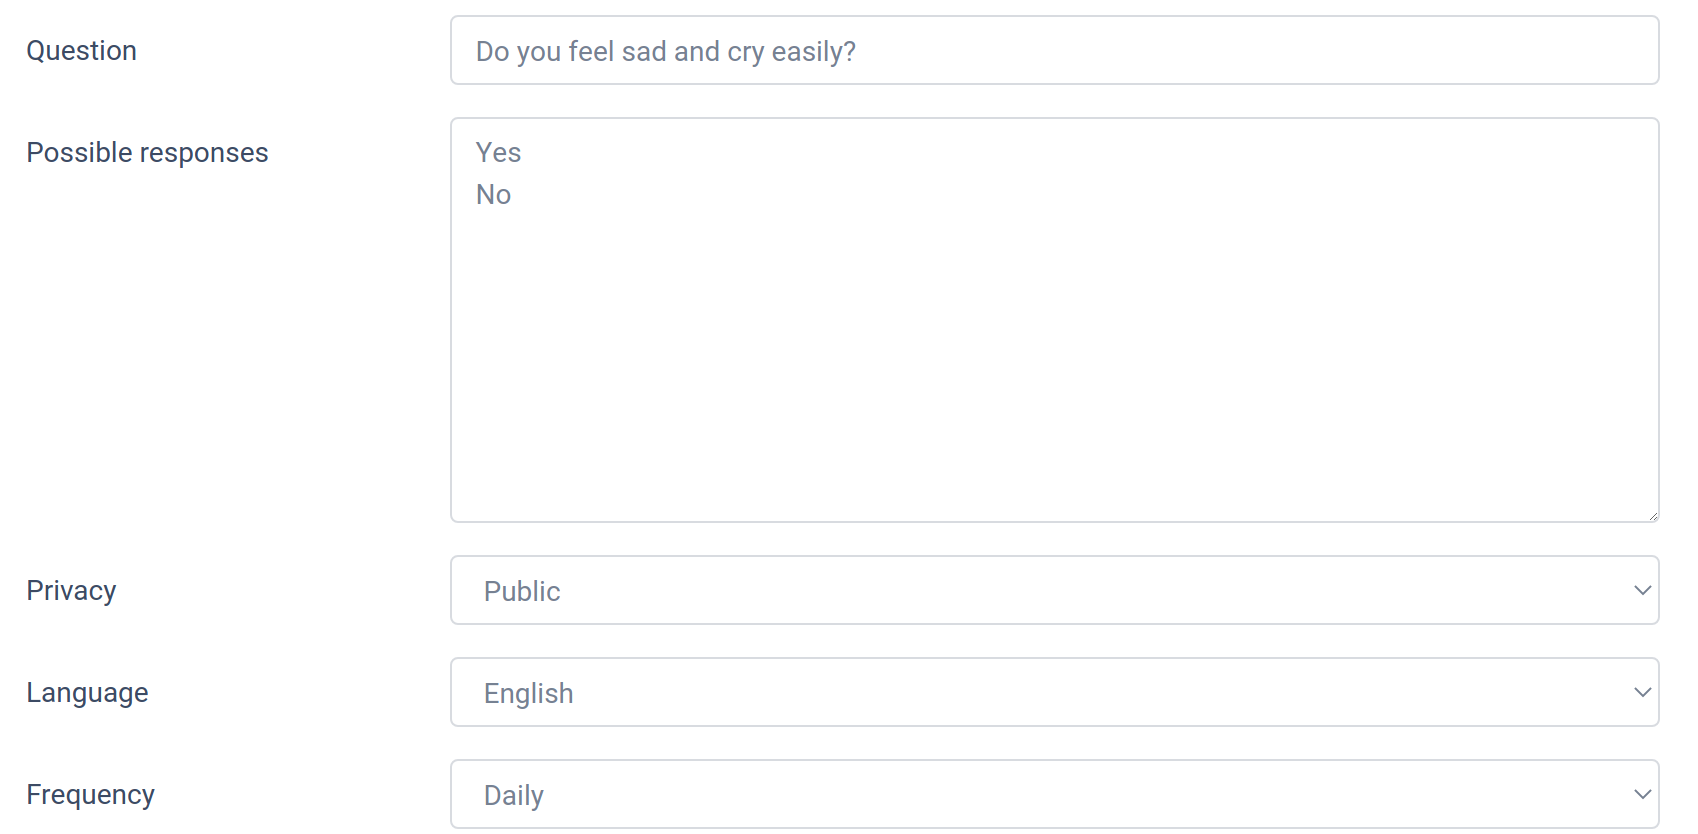 Question
Do you feel sad and cry easily?
Possible responses
Yes
No
Privacy
Public
Language
English
Frequency
Daily